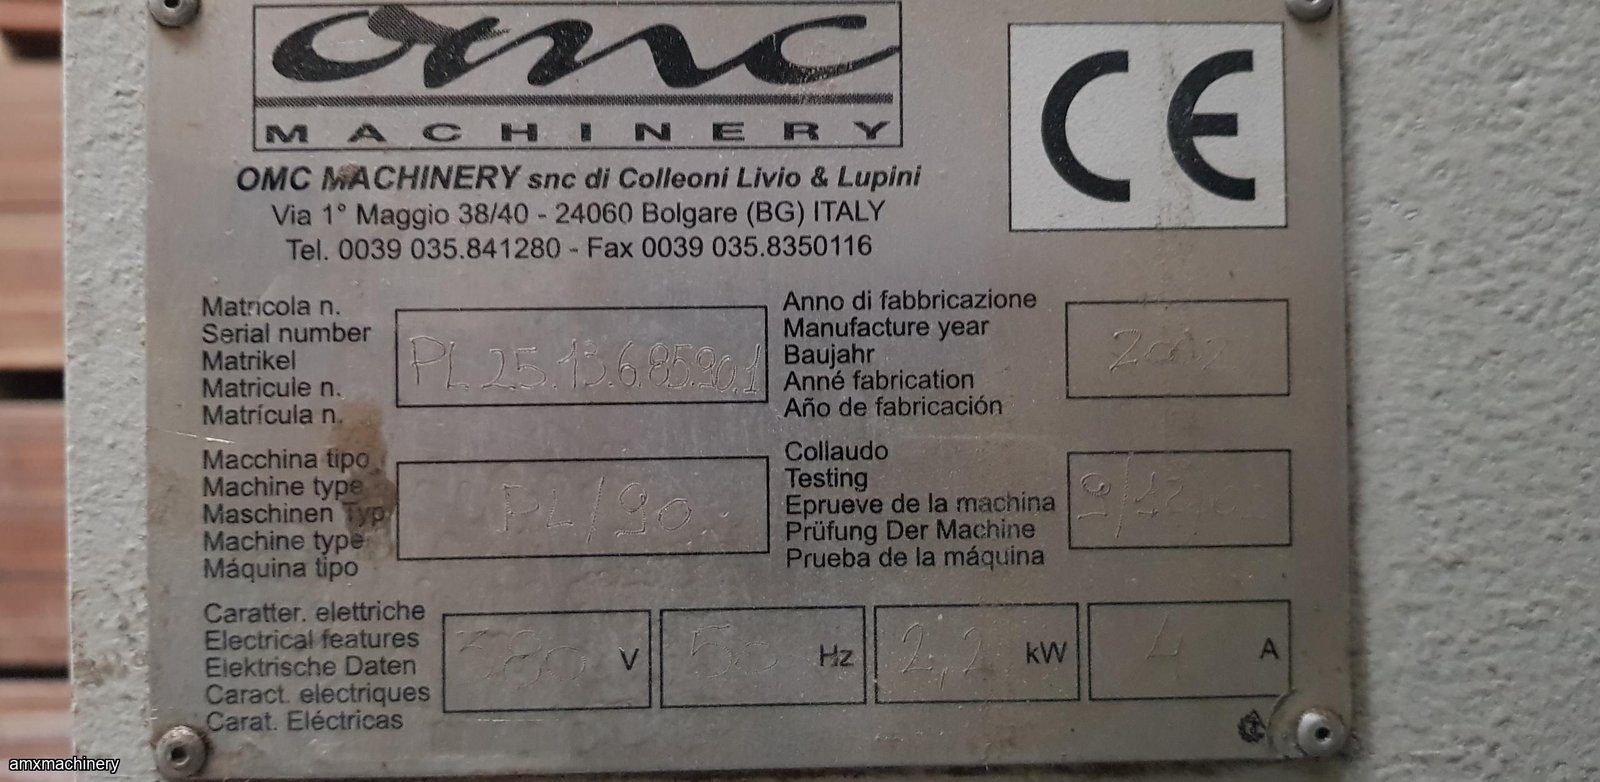 omc
MACHINERY
CE
OMC MACHINERY snc di Colleoni Livio & Lupini
Via 1° Maggio 38/40 - 24060 Bolgare (BG) ITALY
Tel. 0039 035.841280 - Fax 0039 035.8350116
Matricola n.
Serial number
Matrikel
Matricule n.
Matrícula n.
PL 25.13.6.85.90.1
Anno di fabbricazione
Manufacture year
Baujahr
Anné fabrication
Año de fabricación
2002
Macchina tipo
Machine type
Maschinen Typ
Machine type
Máquina tipo
PL/90
Collaudo
Testing
Eprueve de la machina
Prüfung Der Machine
Prueba de la máquina
Caratter. elettriche
Electrical features
Elektrische Daten
Caract. electriques
Carat. Eléctricas
380 V
50 Hz
2,2 kW
4 A
amxmachinery